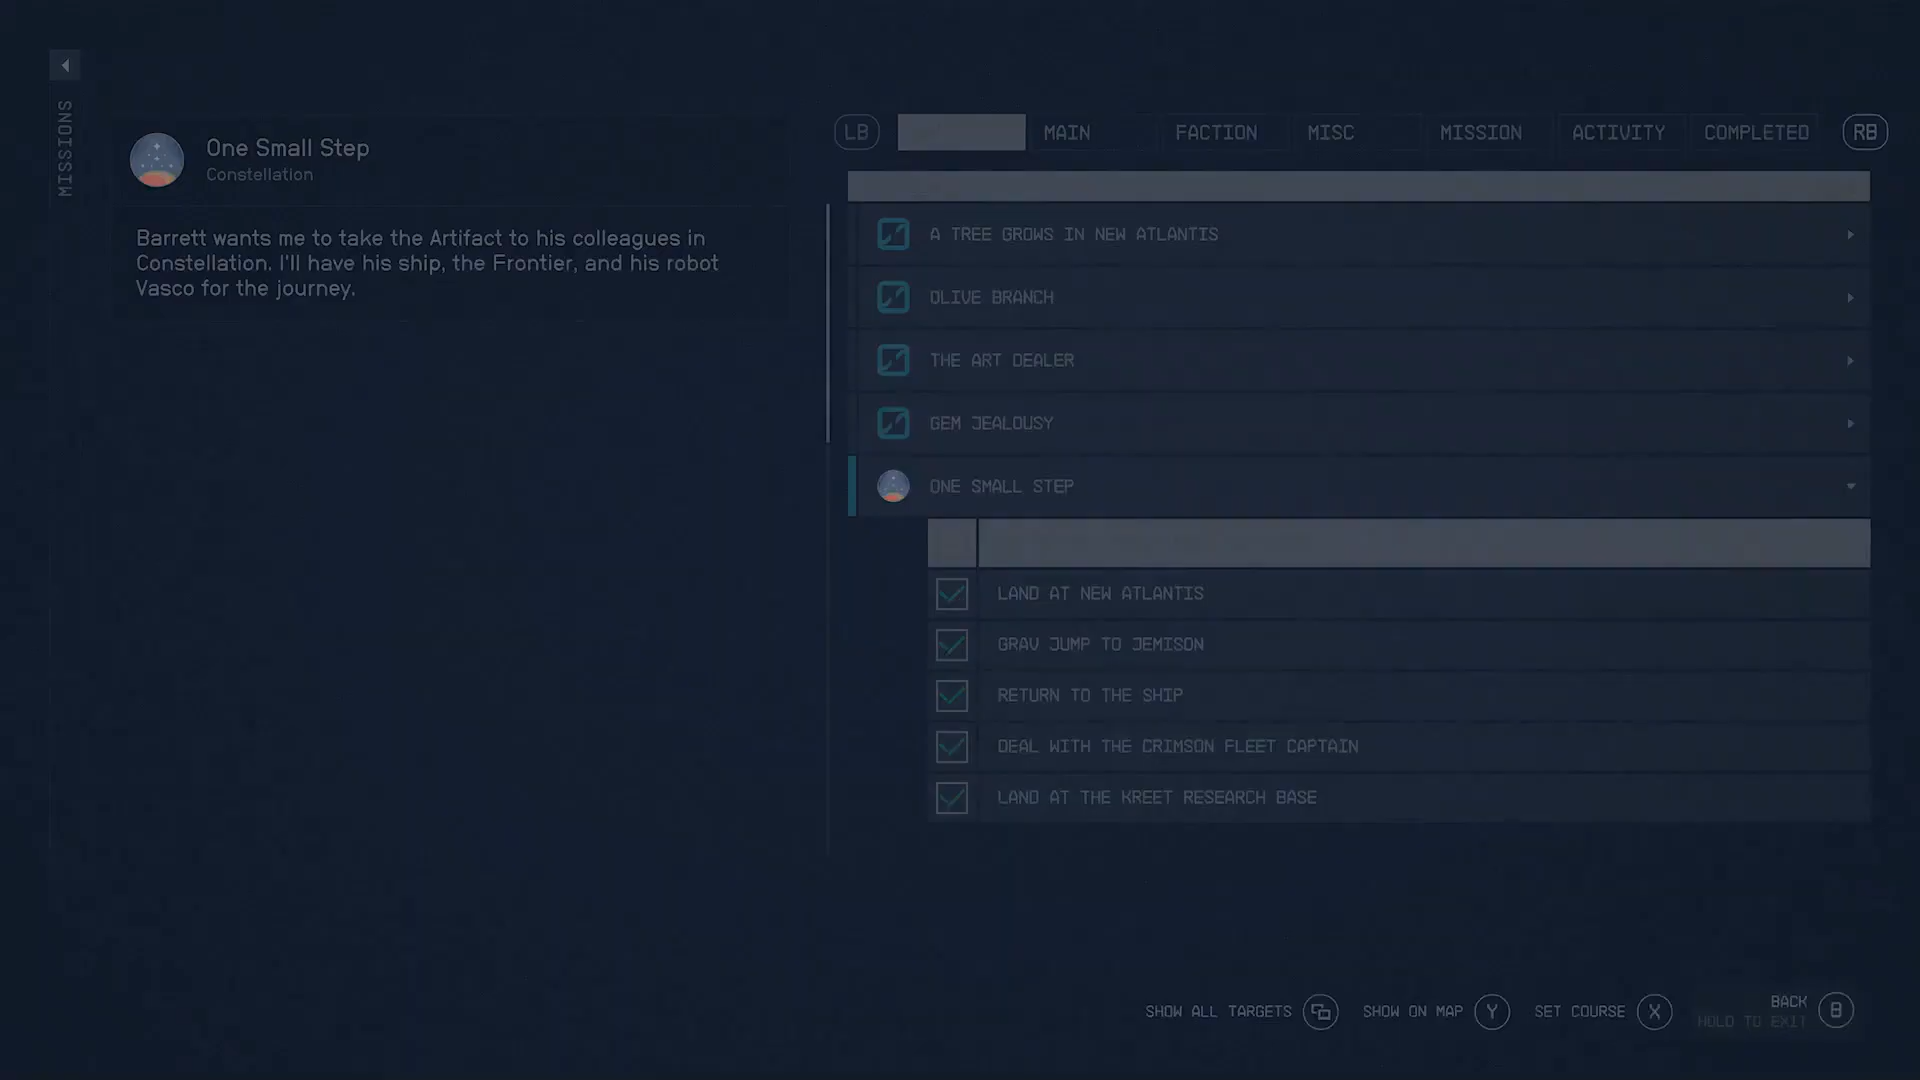 MISSIONS
One Small Step
Constellation
Barrett wants me to take the Artifact to his colleagues in
Constellation. I'll have his ship, the Frontier, and his robot
Vasco for the journey.
LB MAIN FACTION MISC MISSION ACTIVITY COMPLETED RB
A TREE GROWS IN NEW ATLANTIS
OLIVE BRANCH
THE ART DEALER
GEM JEALOUSY
ONE SMALL STEP
LAND AT NEW ATLANTIS
GRAV JUMP TO JEMISON
RETURN TO THE SHIP
DEAL WITH THE CRIMSON FLEET CAPTAIN
LAND AT THE KREET RESEARCH BASE
SHOW ALL TARGETS SHOW ON MAP Y SET COURSE X BACK B
HOLD TO EXIT